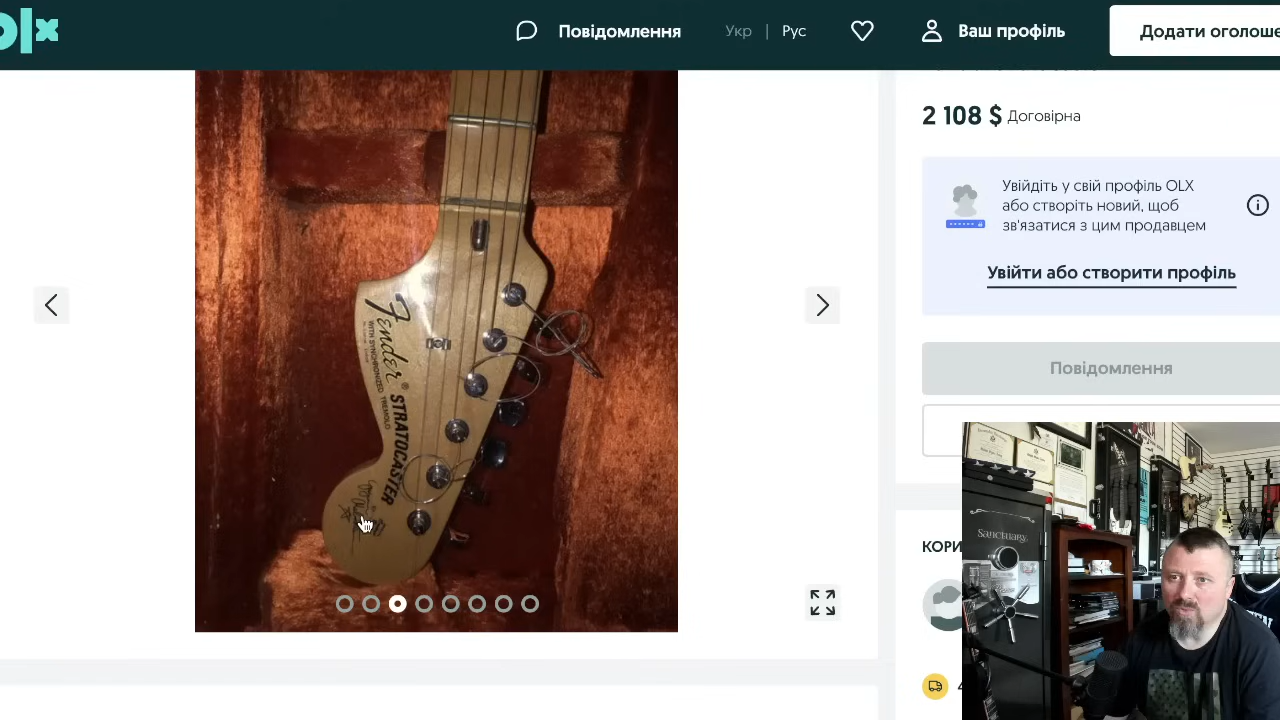 olx
Повідомлення
Укр | Рус
Ваш профіль
Додати оголоше
2 108 $ Договірна
Увійдіть у свій профіль OLX
або створіть новий, щоб
зв'язатися з цим продавцем
Увійти або створити профіль
Повідомлення
Fender®
STRATOCASTER
WITH SYNCHRONIZED TREMOLO
КОРИ
Sanctuary